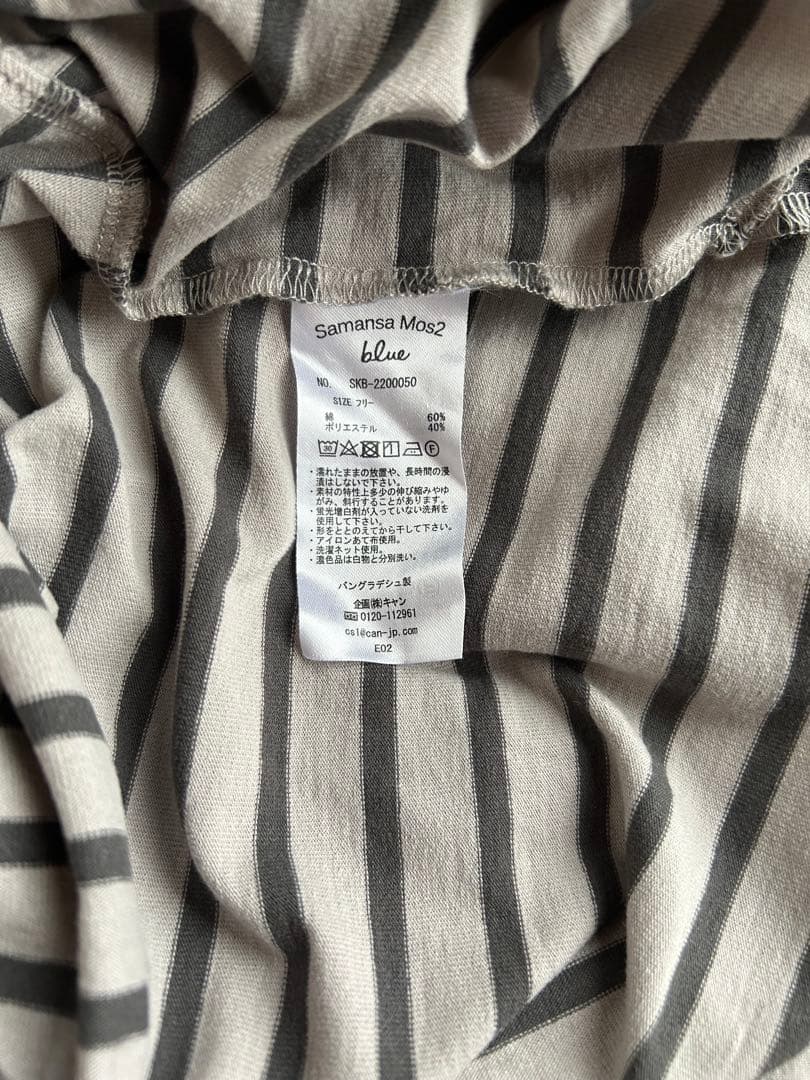 Samansa Mos2
blue
NO. SKB-2200050
SIZE フリー
綿 60%
ポリエステル 40%
30 F
・濡れたままの放置や、長時間の浸
漬はしないで下さい。
・素材の特性上多少の伸び縮みやゆ
がみ、斜行することがあります。
・蛍光増白剤が入っていない洗剤を
使用して下さい。
・形をととのえてから干して下さい。
・アイロンあて布使用。
・洗濯ネット使用。
・濃色品は白物と分別洗い。
バングラデシュ製
企画(株)キャン
0120-112961
cs1@can-jp.com
E02